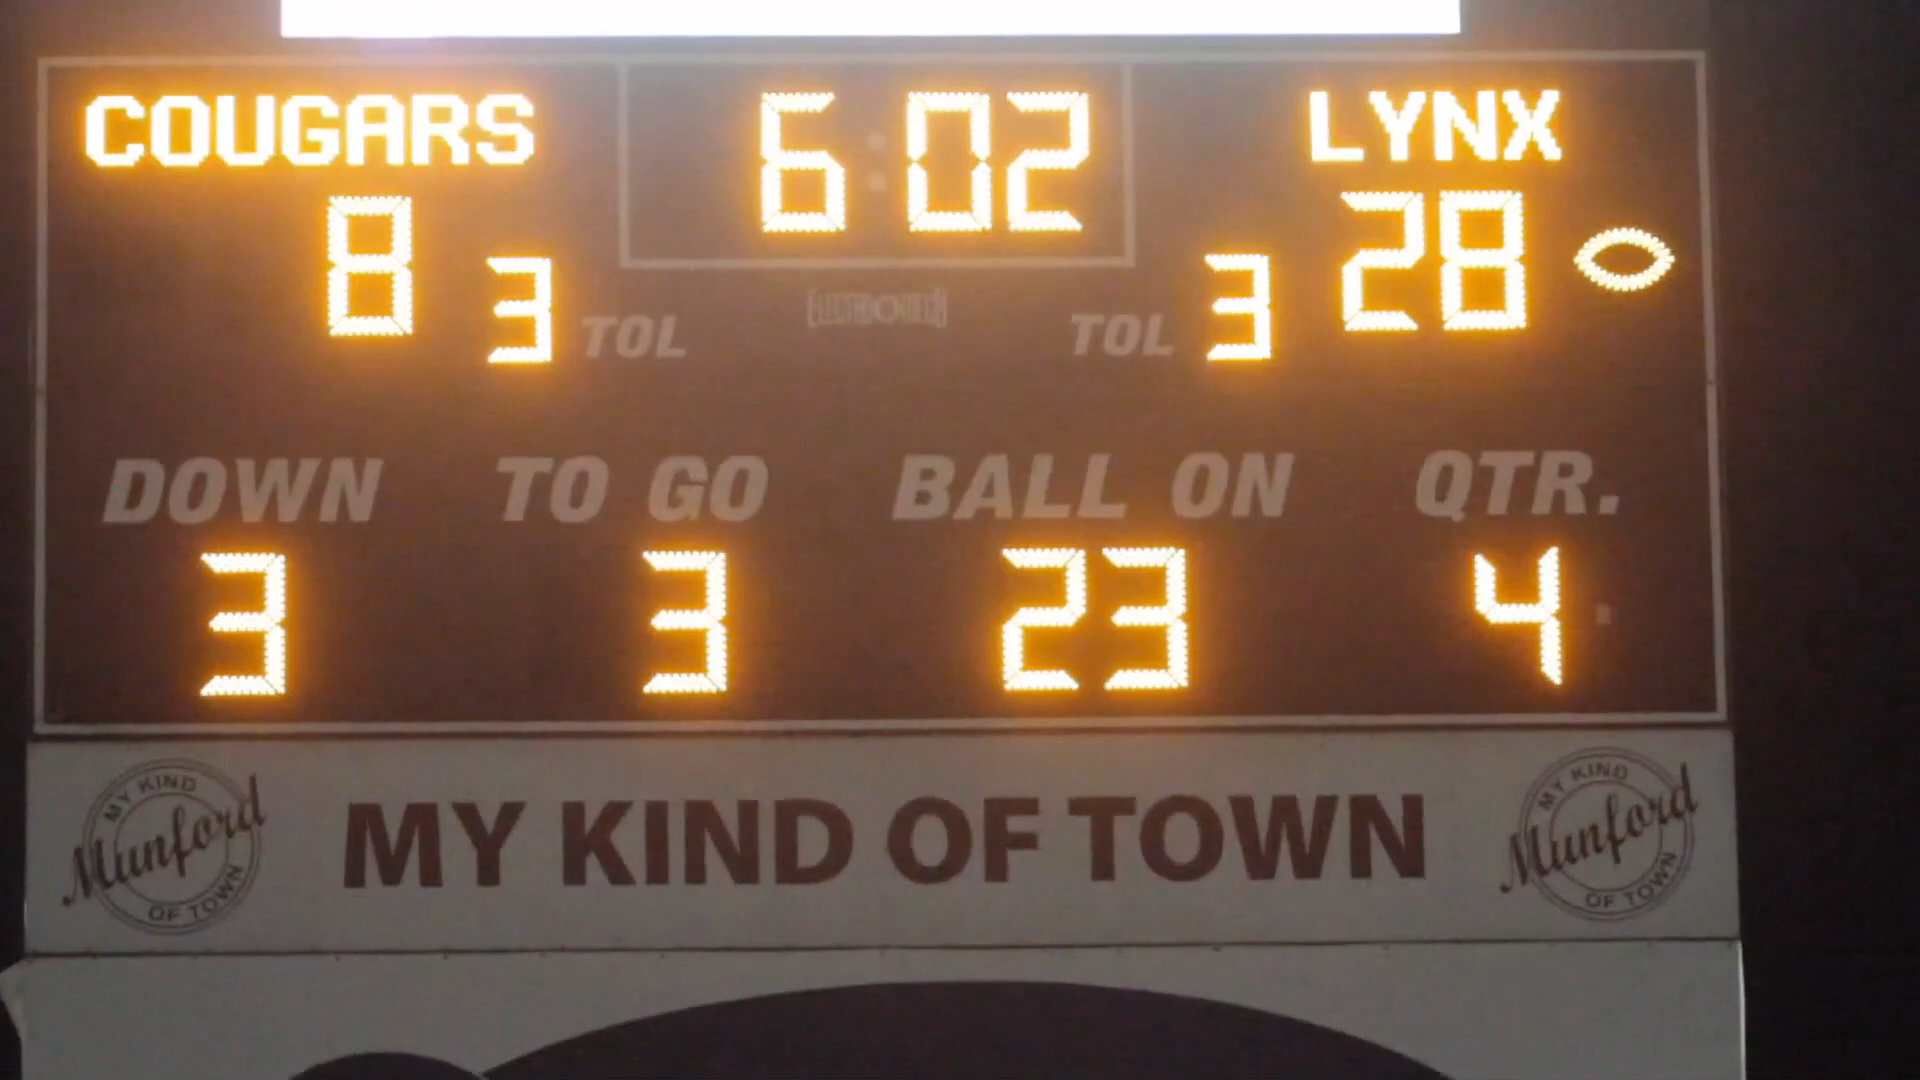 COUGARS 6:02 LYNX
8 3 TOL TOL 3 28
DOWN TO GO BALL ON QTR.
3 3 23 4
MY KIND
Munford
OF TOWN
MY KIND OF TOWN
MY KIND
Munford
OF TOWN